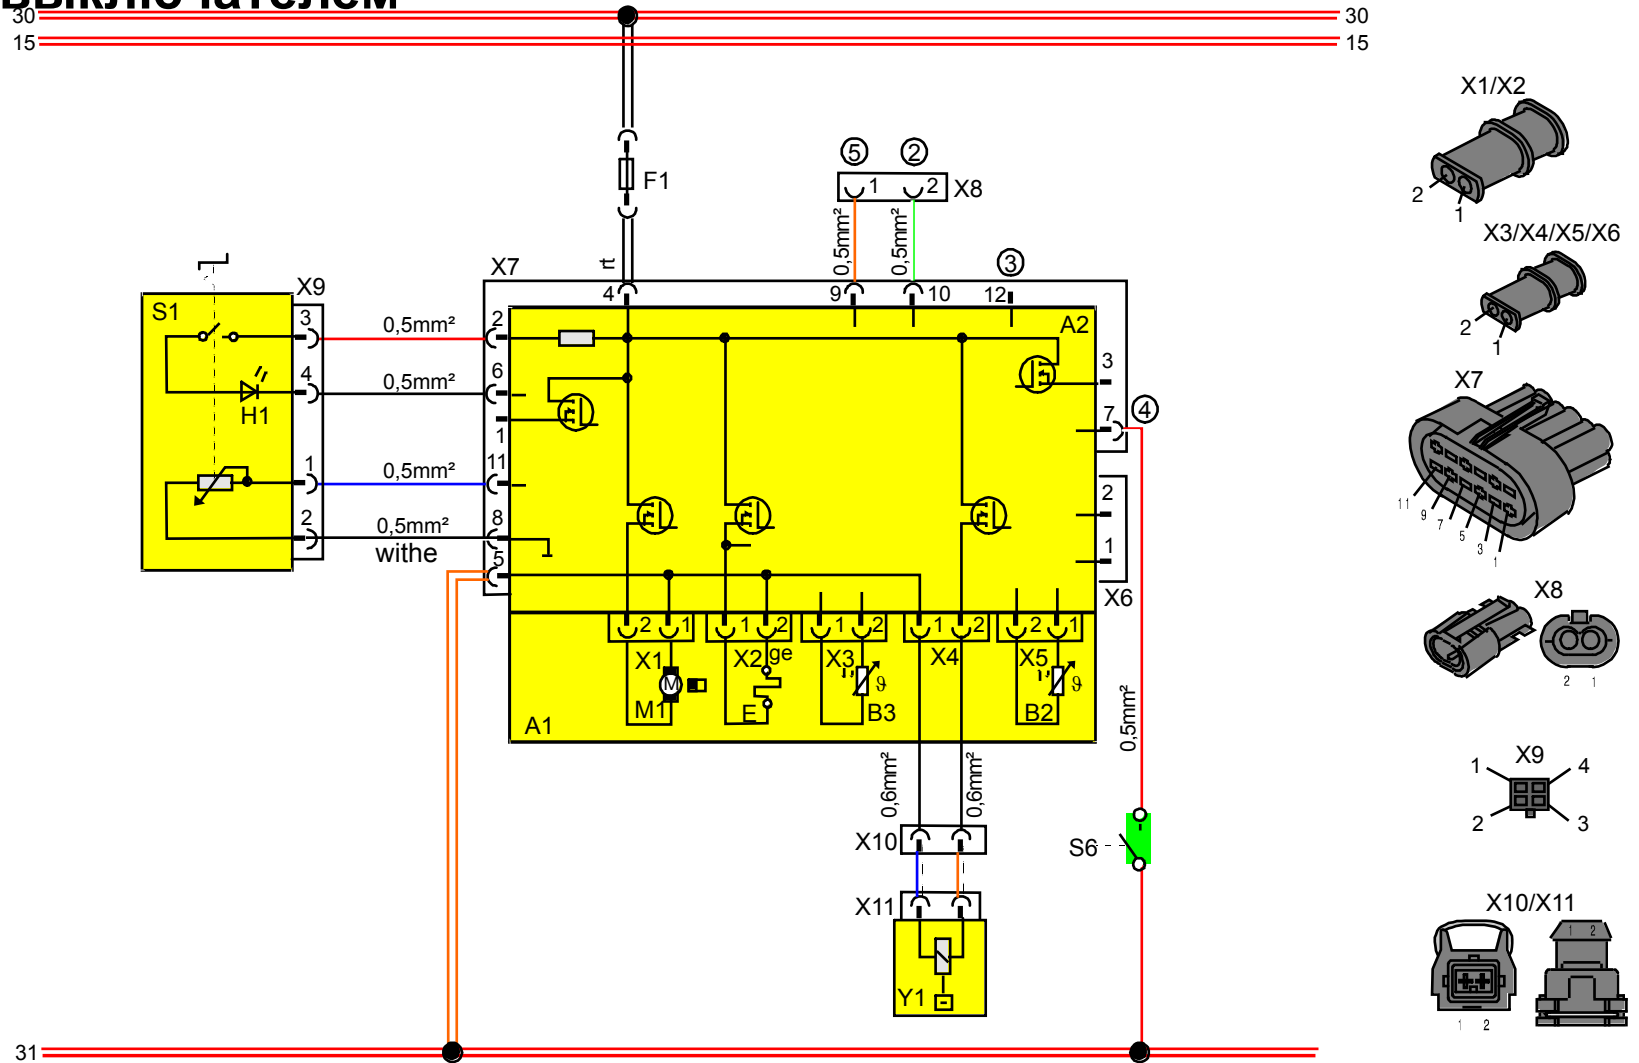 выключателем
30 30
15 15
X1/X2
2
1
F1
5 2
1 2 X8
0,5mm²
0,5mm²
X3/X4/X5/X6
2
1
rt
X7
3
4 9 10 12
S1
X9
3 0,5mm² 2
A2
4 0,5mm² 6
H1
1
3
7 4
X7
11 9 7 5 3 1
1 0,5mm² 11
2 0,5mm² 8
withe
5
2
1
X6
2 1 1 2 1 2 1 2 2 1
X1 X2 ge X3 X4 X5
M ϑ ϑ
M1 E B3 B2
A1
X8
2 1
0,5mm²
0,6mm²
0,6mm²
X9
1 4
2 3
X10
S6
X11
Y1
X10/X11
1 2
1 2
31